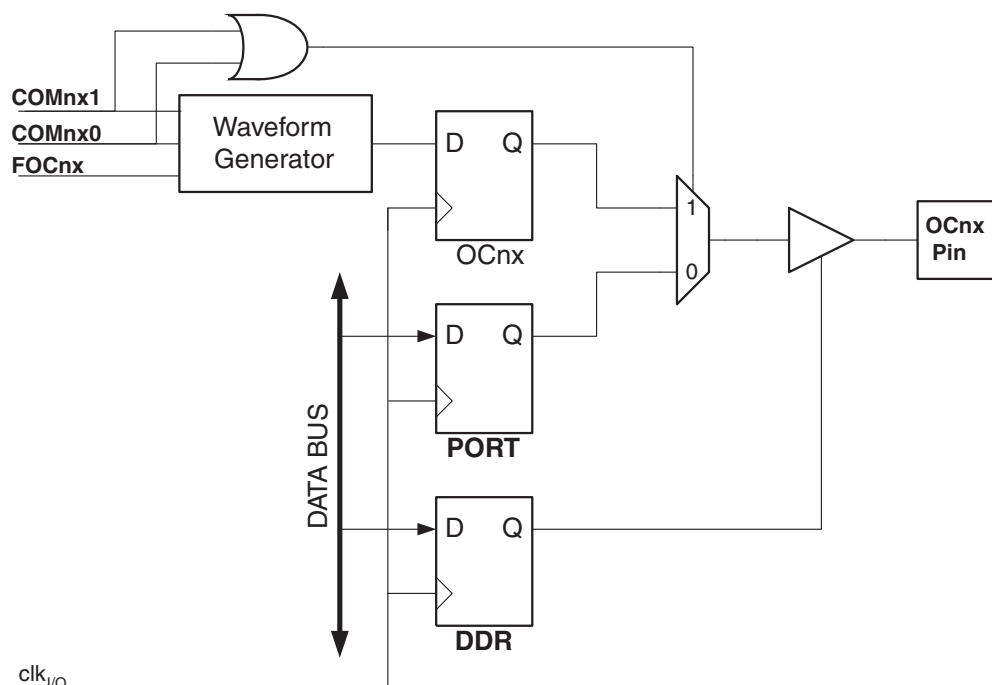 COMnx1
COMnx0
FOCnx
Waveform
Generator
D Q
OCnx
1
0
OCnx
Pin
D Q
PORT
DATA BUS
D Q
DDR
clkI/O